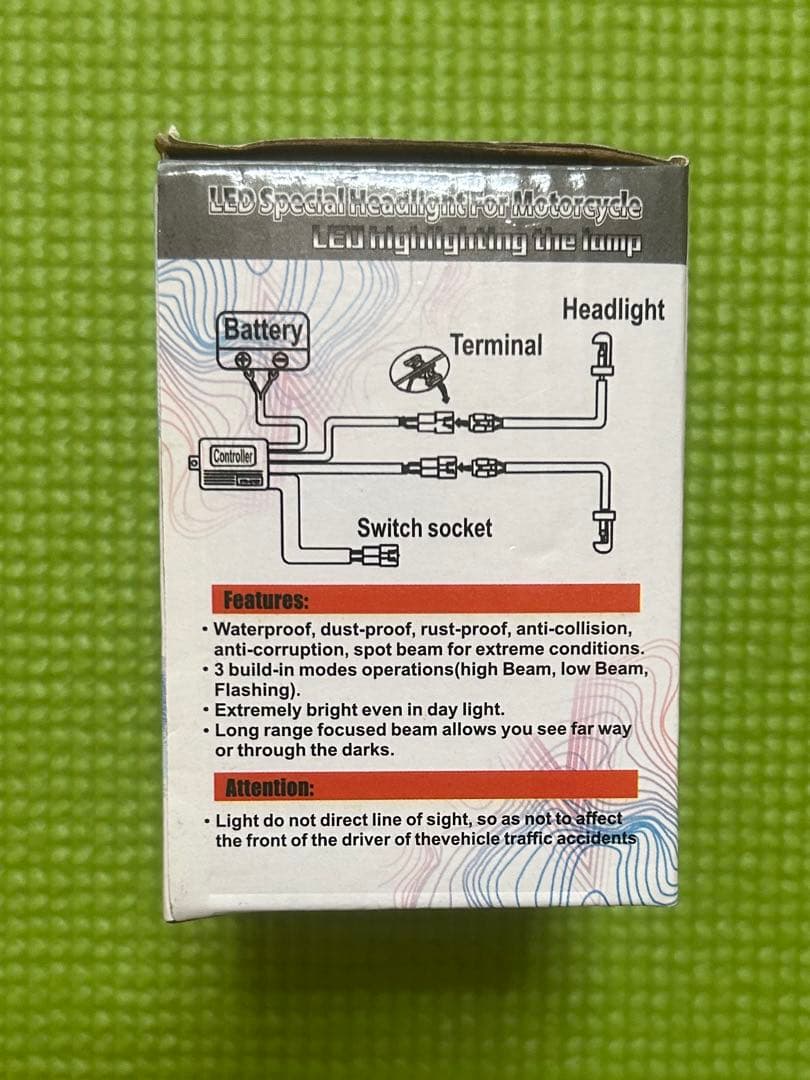 LED Special Headlight For Motorcycle
LED highlighting the lamp
Headlight
Battery
Terminal
Controller
Switch socket
Features:
• Waterproof, dust-proof, rust-proof, anti-collision,
anti-corruption, spot beam for extreme conditions.
• 3 build-in modes operations(high Beam, low Beam,
Flashing).
• Extremely bright even in day light.
• Long range focused beam allows you see far way
or through the darks.
Attention:
• Light do not direct line of sight, so as not to affect
the front of the driver of thevehicle traffic accidents